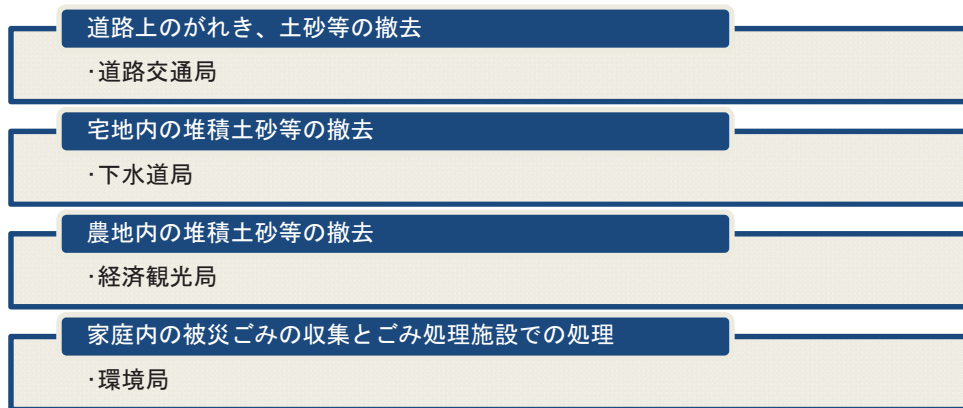 道路上のがれき、土砂等の撤去
･道路交通局
宅地内の堆積土砂等の撤去
･下水道局
農地内の堆積土砂等の撤去
･経済観光局
家庭内の被災ごみの収集とごみ処理施設での処理
･環境局